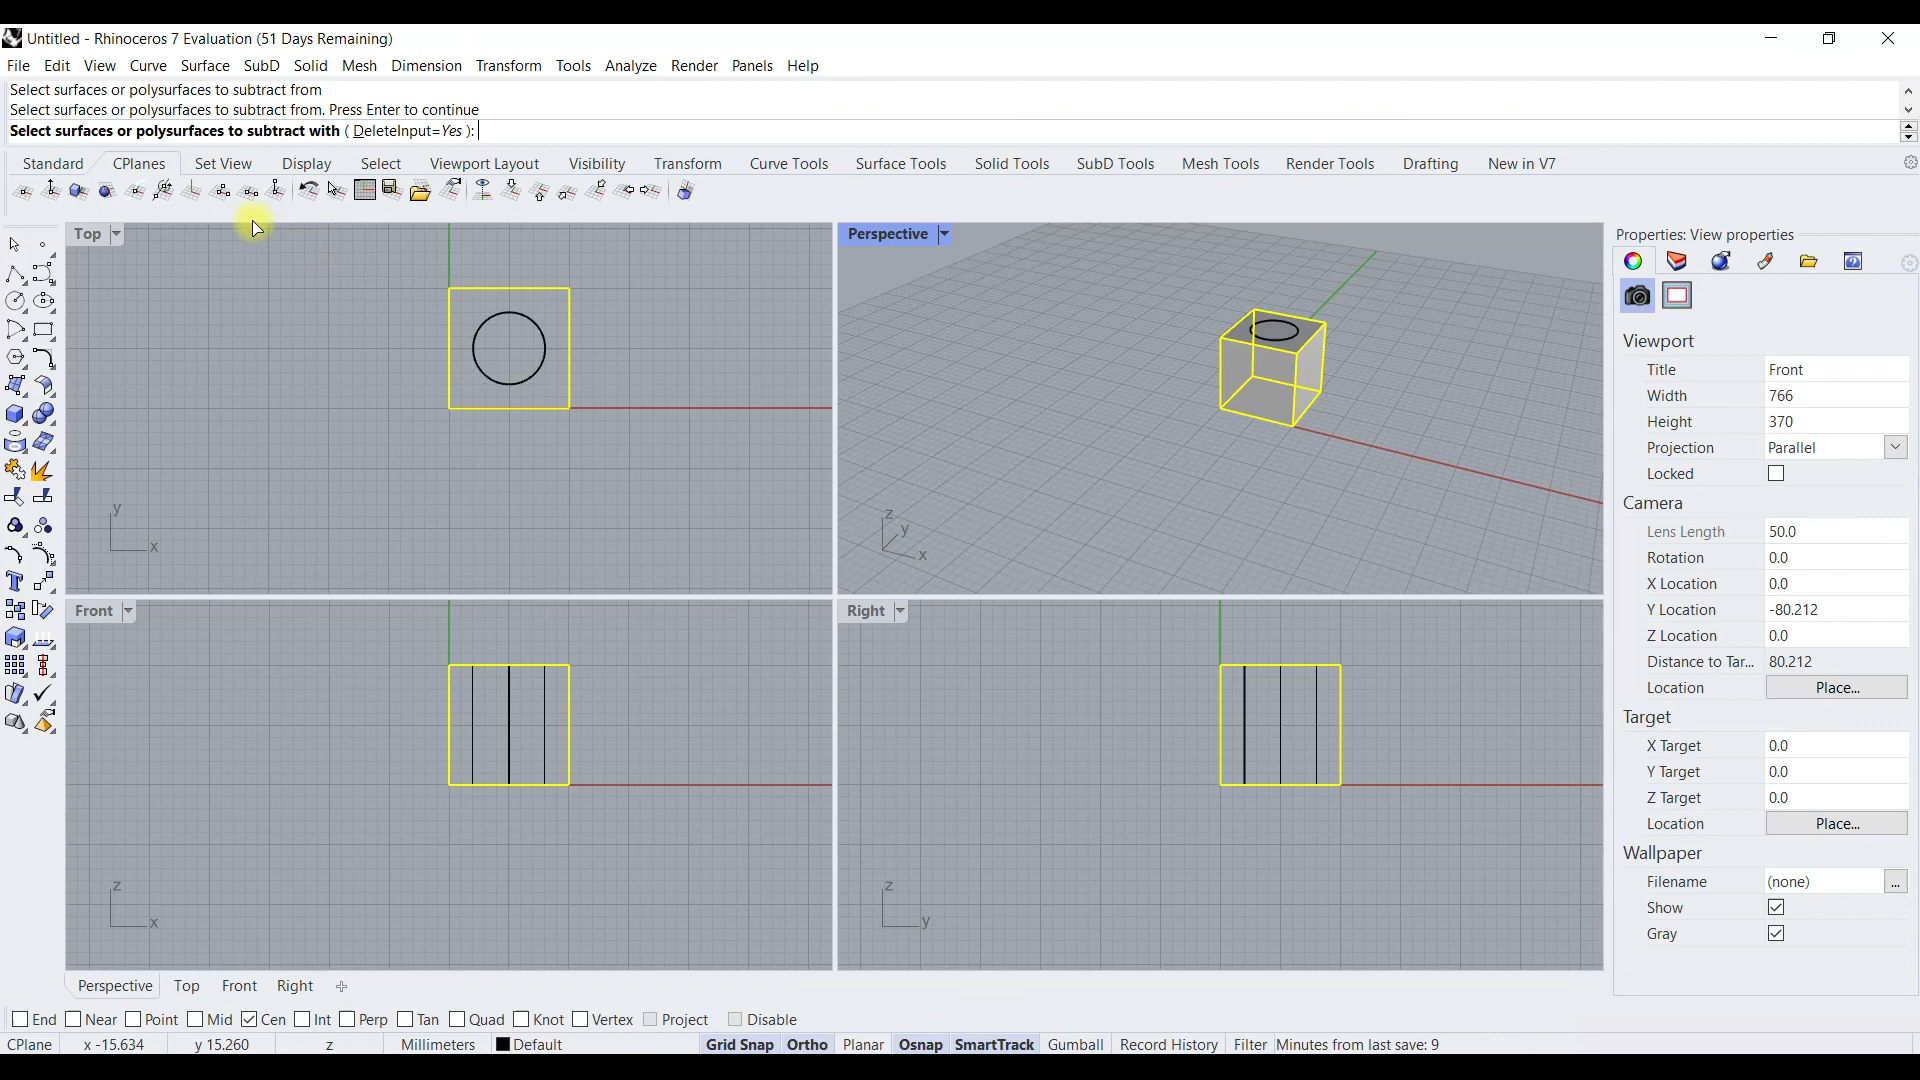 Untitled - Rhinoceros 7 Evaluation (51 Days Remaining)
File Edit View Curve Surface SubD Solid Mesh Dimension Transform Tools Analyze Render Panels Help
Select surfaces or polysurfaces to subtract from
Select surfaces or polysurfaces to subtract from. Press Enter to continue
Select surfaces or polysurfaces to subtract with ( DeleteInput=Yes ):
Standard CPlanes Set View Display Select Viewport Layout Visibility Transform Curve Tools Surface Tools Solid Tools SubD Tools Mesh Tools Render Tools Drafting New in V7
Top
y
x
Perspective
z
y
x
Front
z
x
Right
z
y
Properties: View properties
Viewport
Title Front
Width 766
Height 370
Projection Parallel
Locked
Camera
Lens Length 50.0
Rotation 0.0
X Location 0.0
Y Location -80.212
Z Location 0.0
Distance to Tar... 80.212
Location Place...
Target
X Target 0.0
Y Target 0.0
Z Target 0.0
Location Place...
Wallpaper
Filename (none) ...
Show
Gray
Perspective Top Front Right
End Near Point Mid Cen Int Perp Tan Quad Knot Vertex Project Disable
CPlane x -15.634 y 15.260 z Millimeters Default Grid Snap Ortho Planar Osnap SmartTrack Gumball Record History Filter Minutes from last save: 9